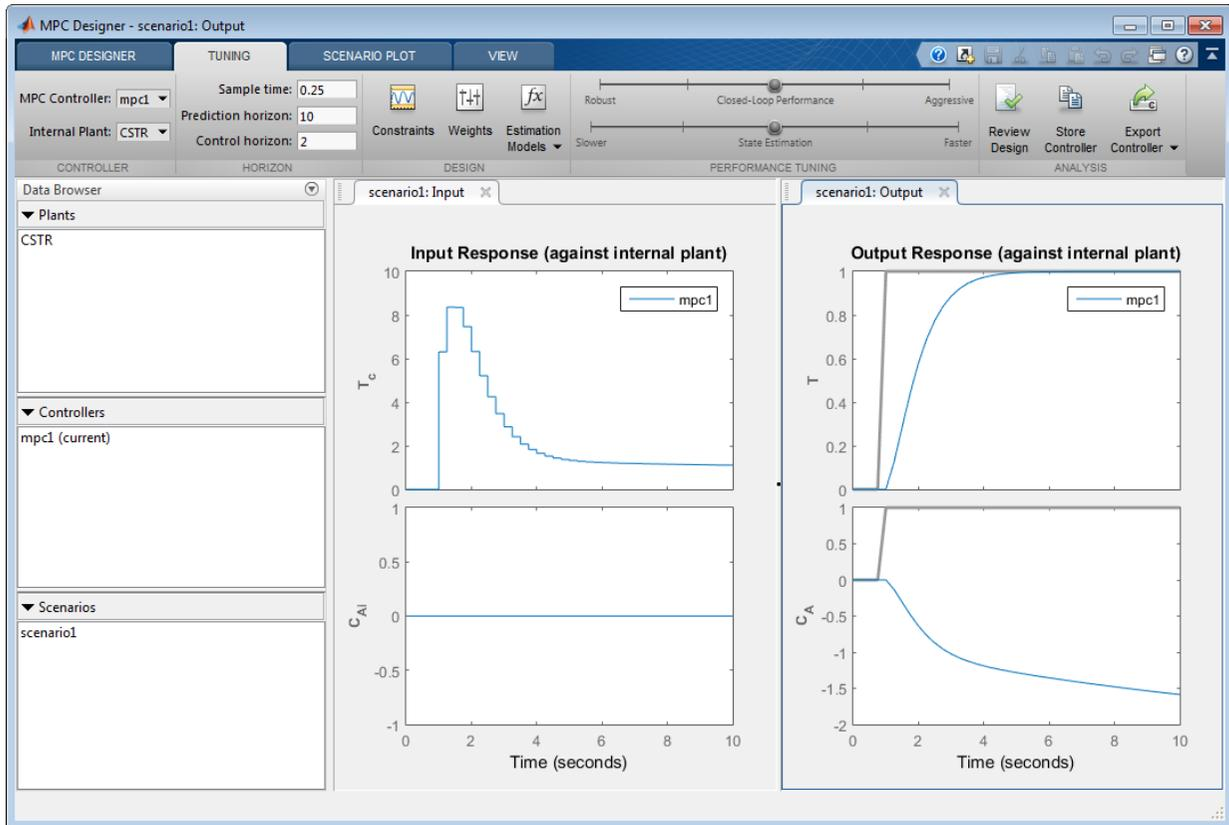 MPC Designer - scenario1: Output
MPC DESIGNER
TUNING
SCENARIO PLOT
VIEW
MPC Controller: mpc1
Internal Plant: CSTR
CONTROLLER
Sample time: 0.25
Prediction horizon: 10
Control horizon: 2
HORIZON
Constraints
Weights
Estimation
Models
DESIGN
Robust
Closed-Loop Performance
Aggressive
Slower
State Estimation
Faster
PERFORMANCE TUNING
Review
Design
Store
Controller
Export
Controller
ANALYSIS
Data Browser
Plants
CSTR
Controllers
mpc1 (current)
Scenarios
scenario1
scenario1: Input
Input Response (against internal plant)
mpc1
10
8
6
4
2
0
Tc
1
0.5
0
-0.5
-1
CAi
0 2 4 6 8 10
Time (seconds)
scenario1: Output
Output Response (against internal plant)
mpc1
1
0.8
0.6
0.4
0.2
0
T
1
0.5
0
-0.5
-1
-1.5
-2
CA
0 2 4 6 8 10
Time (seconds)